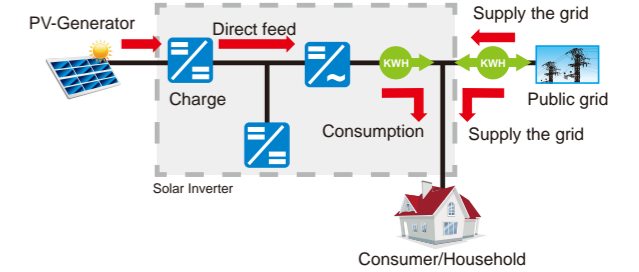 PV-Generator
Direct feed
Supply the grid
KWH
KWH
Charge
Public grid
Consumption
Supply the grid
Solar Inverter
Consumer/Household